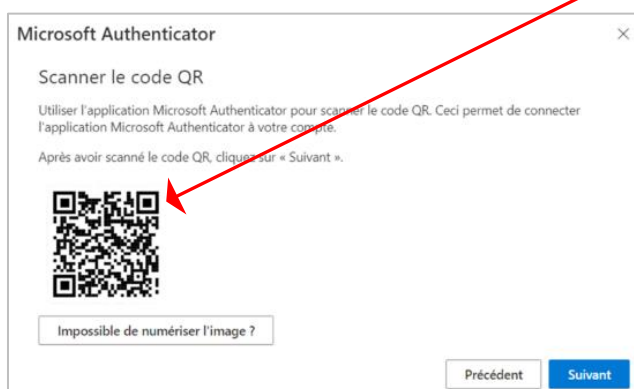 Microsoft Authenticator
Scanner le code QR
Utiliser l'application Microsoft Authenticator pour scanner le code QR. Ceci permet de connecter
l'application Microsoft Authenticator à votre compte.
Après avoir scanné le code QR, cliquez sur « Suivant ».
Impossible de numériser l'image ?
Précédent Suivant